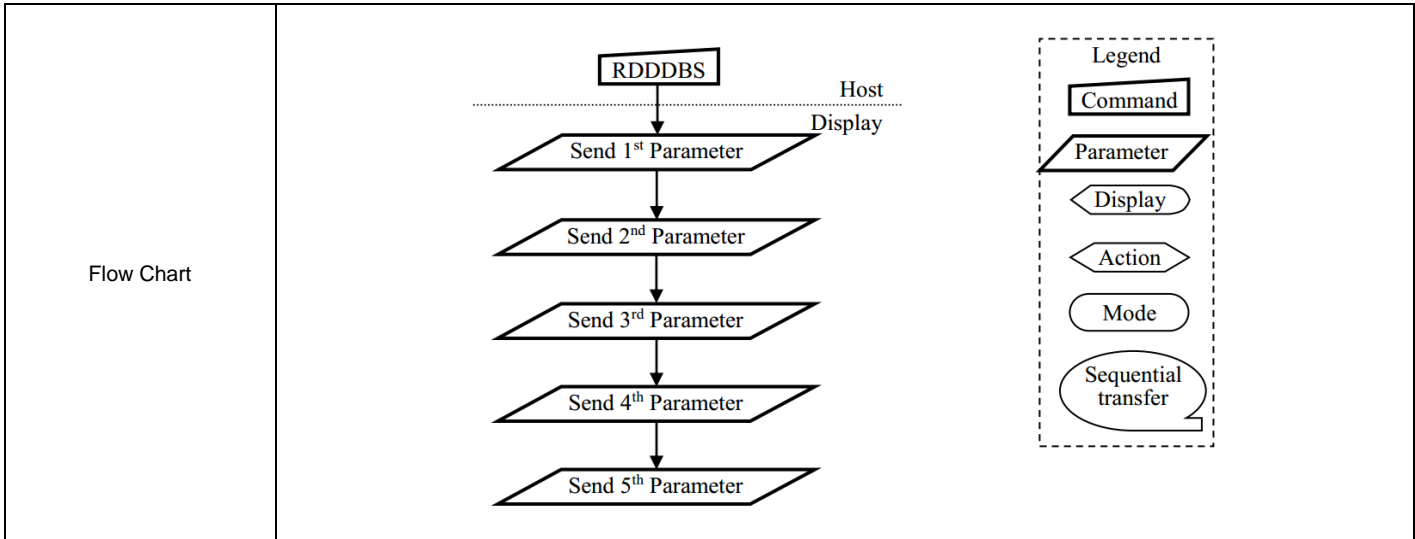 Flow Chart
RDDDBS
Host
Display
Send 1st Parameter
Send 2nd Parameter
Send 3rd Parameter
Send 4th Parameter
Send 5th Parameter
Legend
Command
Parameter
Display
Action
Mode
Sequential
transfer